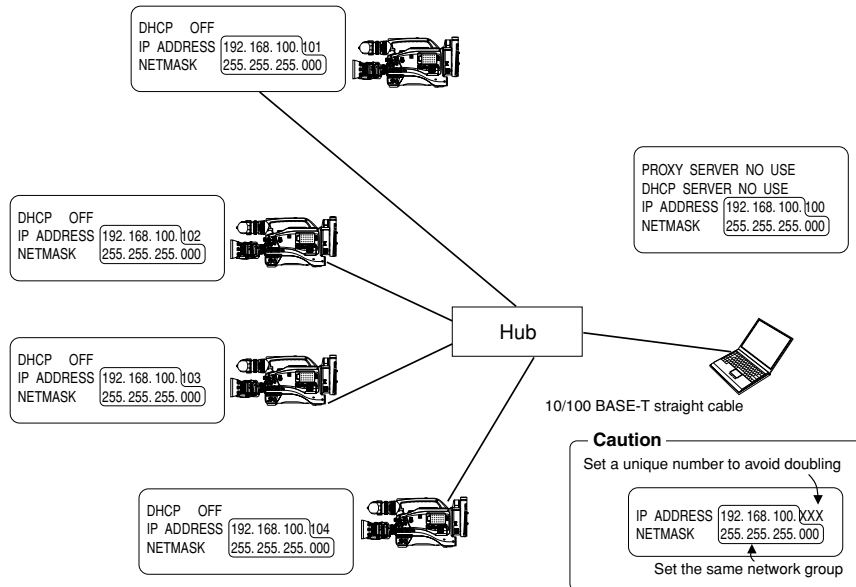 DHCP OFF
IP ADDRESS 192. 168. 100. 101
NETMASK 255. 255. 255. 000
PROXY SERVER NO USE
DHCP SERVER NO USE
IP ADDRESS 192. 168. 100. 100
NETMASK 255. 255. 255. 000
DHCP OFF
IP ADDRESS 192. 168. 100. 102
NETMASK 255. 255. 255. 000
Hub
DHCP OFF
IP ADDRESS 192. 168. 100. 103
NETMASK 255. 255. 255. 000
10/100 BASE-T straight cable
Caution
Set a unique number to avoid doubling
IP ADDRESS 192. 168. 100. XXX
NETMASK 255. 255. 255. 000
Set the same network group
DHCP OFF
IP ADDRESS 192. 168. 100. 104
NETMASK 255. 255. 255. 000